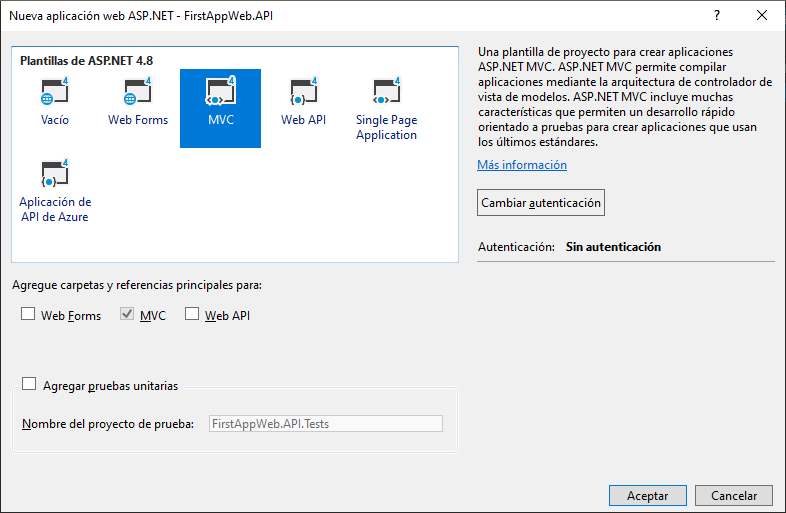 Nueva aplicación web ASP.NET - FirstAppWeb.API
?
Plantillas de ASP.NET 4.8
4 4 4 4 4
Vacío Web Forms MVC Web API Single Page
Application
4
Aplicación de
API de Azure
Una plantilla de proyecto para crear aplicaciones
ASP.NET MVC. ASP.NET MVC permite compilar
aplicaciones mediante la arquitectura de controlador de
vista de modelos. ASP.NET MVC incluye muchas
características que permiten un desarrollo rápido
orientado a pruebas para crear aplicaciones que usan
los últimos estándares.
Más información
Cambiar autenticación
Autenticación: Sin autenticación
Agregue carpetas y referencias principales para:
Web Forms MVC Web API
Agregar pruebas unitarias
Nombre del proyecto de prueba: FirstAppWeb.API.Tests
Aceptar Cancelar